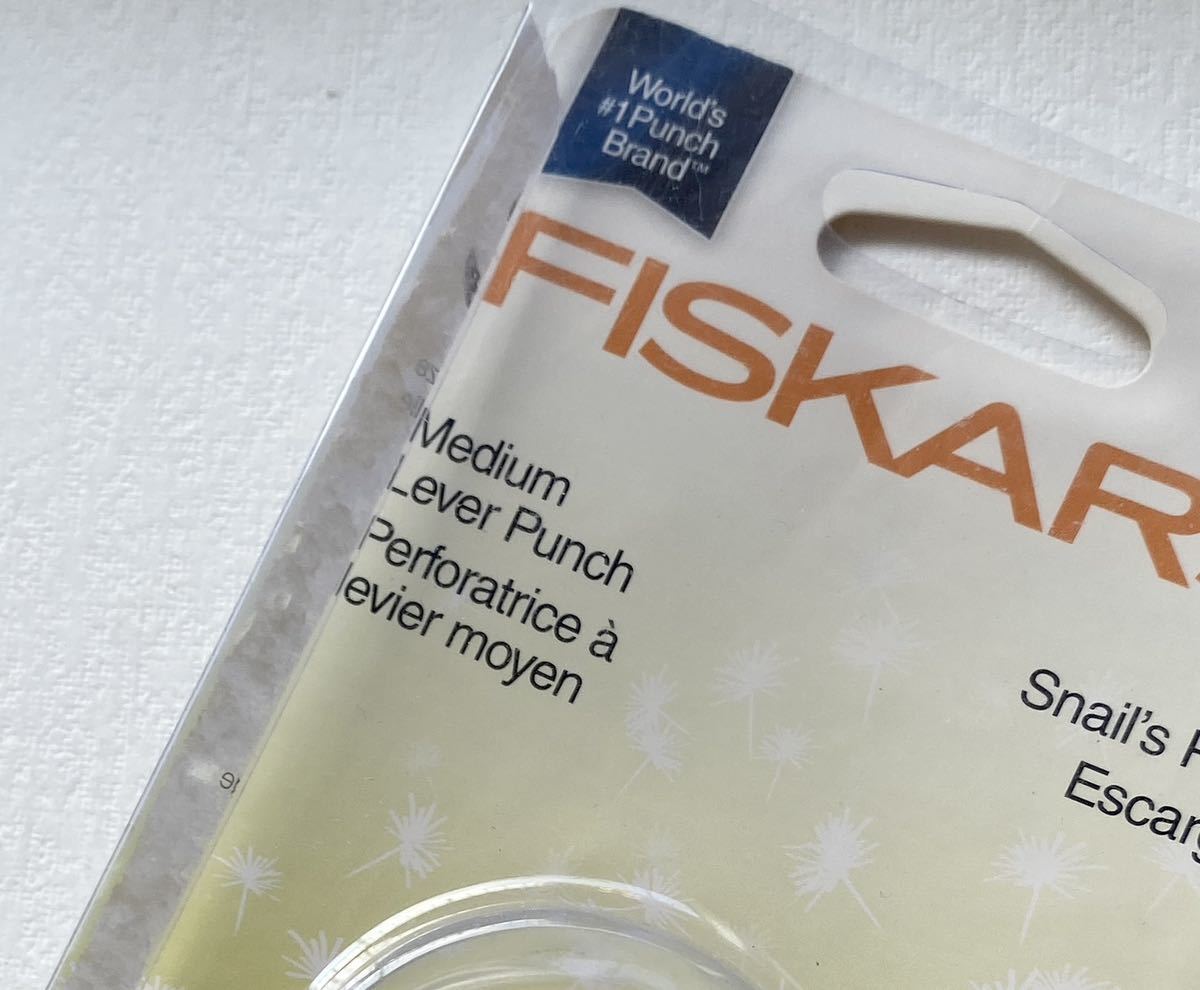 World's
#1 Punch
Brand™
FISKAR
Medium
Lever Punch
Perforatrice à
levier moyen
Snail's
Escarg